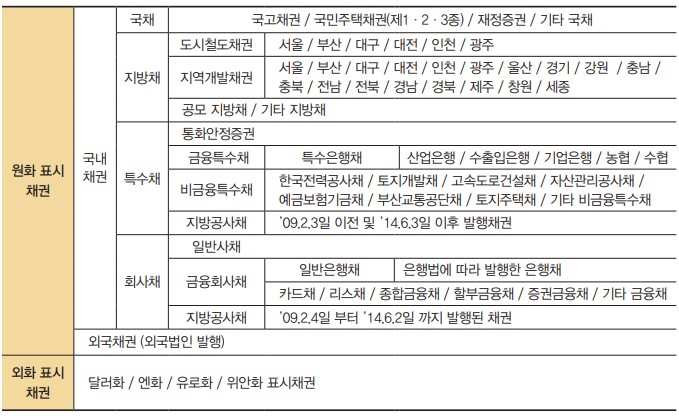 국채 국고채권 / 국민주택채권(제1·2·3종) / 재정증권 / 기타 국채
도시철도채권 서울 / 부산 / 대구 / 대전 / 인천 / 광주
지방채 지역개발채권 서울 / 부산 / 대구 / 대전 / 인천 / 광주 / 울산 / 경기 / 강원 / 충남 /
충북 / 전남 / 전북 / 경남 / 경북 / 제주 / 창원 / 세종
공모 지방채 / 기타 지방채
통화안정증권
원화 표시
채권
국내
채권
특수채
금융특수채 특수은행채 산업은행 / 수출입은행 / 기업은행 / 농협 / 수협
비금융특수채 한국전력공사채 / 토지개발채 / 고속도로건설채 / 자산관리공사채 /
예금보험기금채 / 부산교통공단채 / 토지주택채 / 기타 비금융특수채
지방공사채 '09.2.3일 이전 및 '14.6.3일 이후 발행채권
일반사채
회사채 금융회사채 일반은행채 은행법에 따라 발행한 은행채
카드채 / 리스채 / 종합금융채 / 할부금융채 / 증권금융채 / 기타 금융채
지방공사채 '09.2.4일 부터 '14.6.2일 까지 발행된 채권
외국채권 (외국법인 발행)
외화 표시
채권
달러화 / 엔화 / 유로화 / 위안화 표시채권